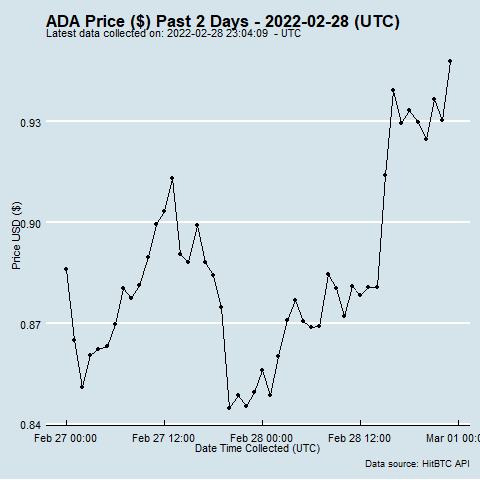 ADA Price ($) Past 2 Days - 2022-02-28 (UTC)
Latest data collected on: 2022-02-28 23:04:09 - UTC
0.93
0.90
0.87
0.84
Price USD ($)
Feb 27 00:00 Feb 27 12:00 Feb 28 00:00 Feb 28 12:00 Mar 01 00:00
Date Time Collected (UTC)
Data source: HitBTC API